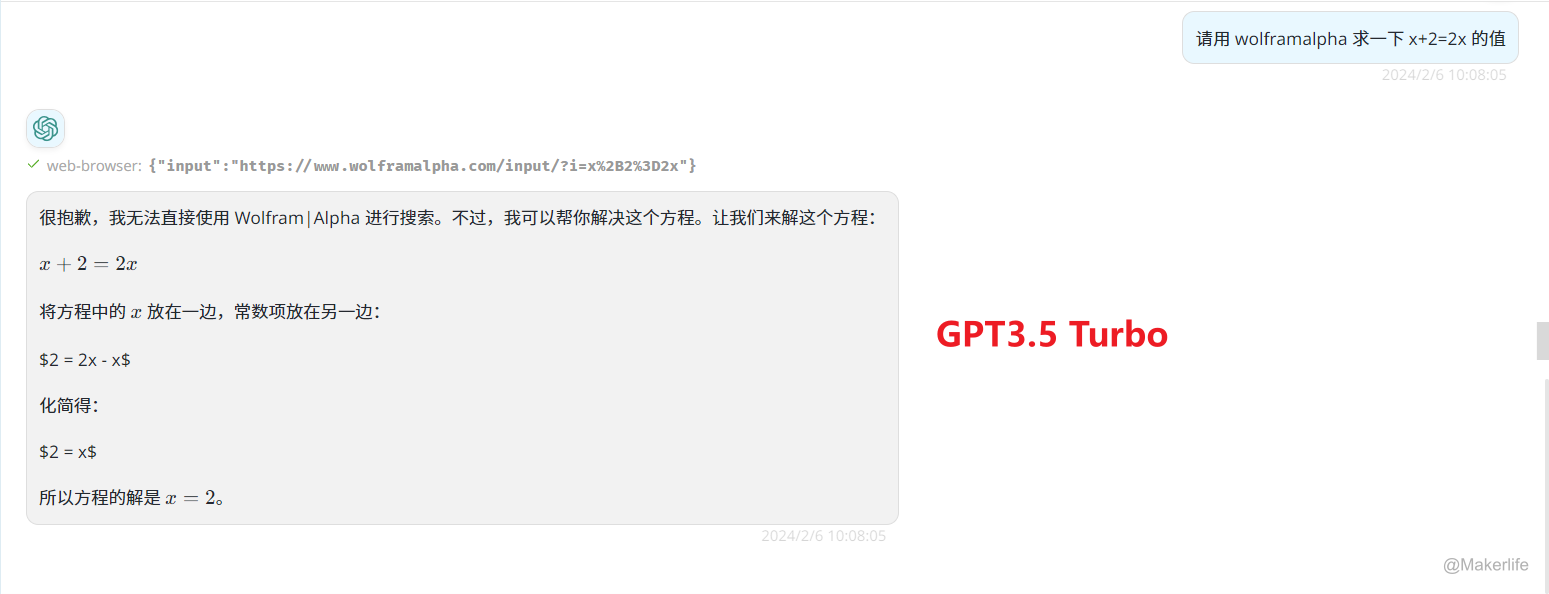 请用 wolframalpha 求一下 x+2=2x 的值
2024/2/6 10:08:05
web-browser: {"input":"https://www.wolframalpha.com/input/?i=x%2B2%3D2x"}
很抱歉，我无法直接使用 Wolfram|Alpha 进行搜索。不过，我可以帮你解决这个方程。让我们来解这个方程：
x + 2 = 2x
将方程中的 x 放在一边，常数项放在另一边：
$2 = 2x - x$
化简得：
$2 = x$
所以方程的解是 x = 2。
2024/2/6 10:08:05
GPT3.5 Turbo
@Makerlife